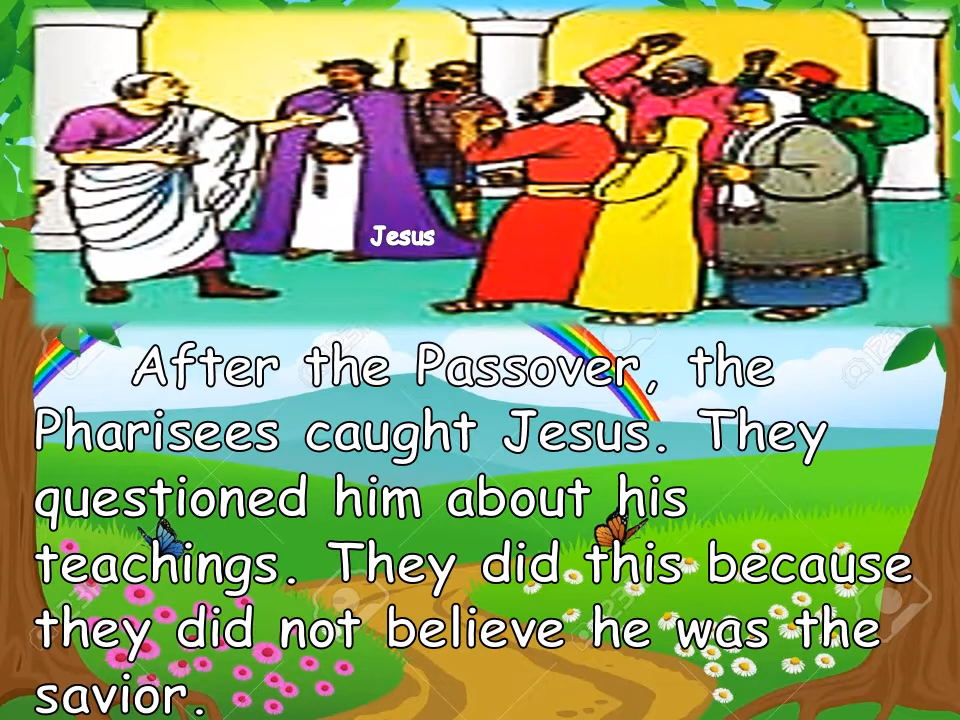 Jesus
After the Passover, the
Pharisees caught Jesus. They
questioned him about his
teachings. They did this because
they did not believe he was the
savior.